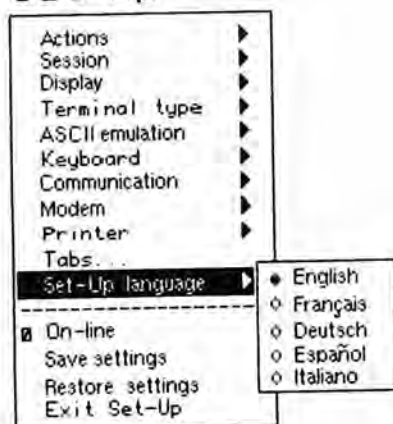 Actions
Session
Display
Terminal type
ASCII emulation
Keyboard
Communication
Modem
Printer
Tabs...
Set-Up language
English
Français
Deutsch
Español
Italiano
On-line
Save settings
Restore settings
Exit Set-Up